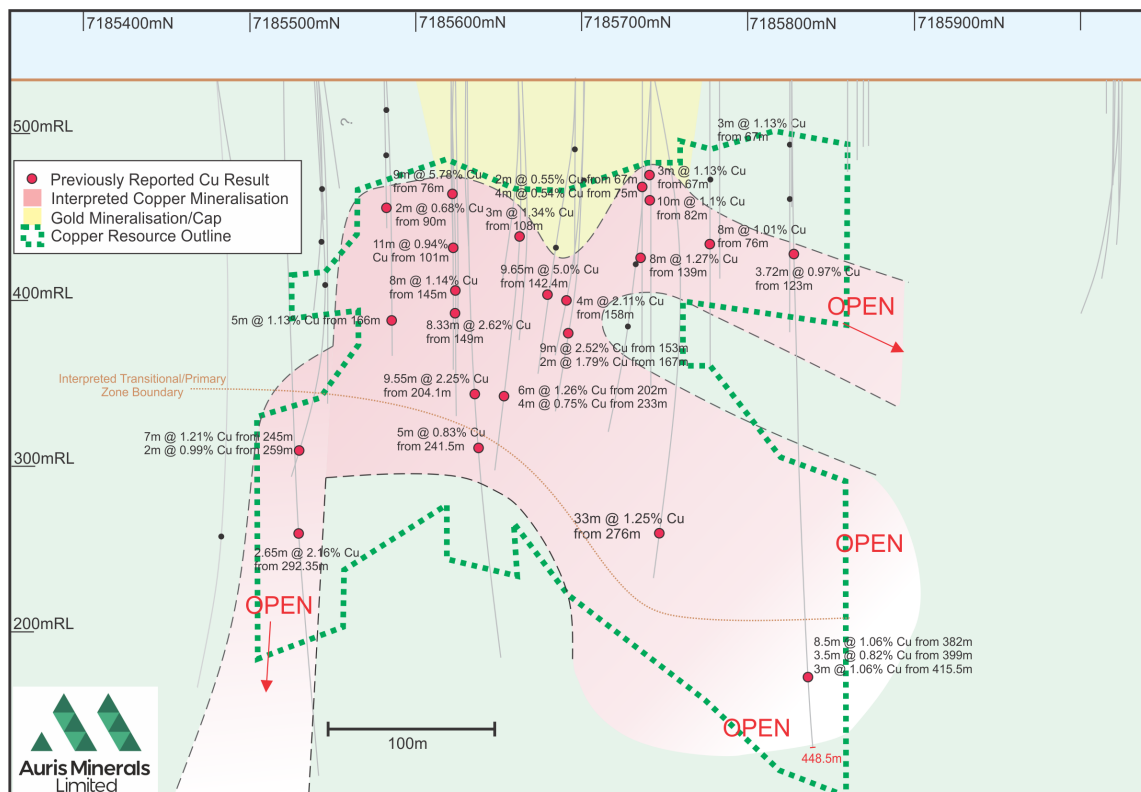 7185400mN
7185500mN
7185600mN
7185700mN
7185800mN
7185900mN
500mRL
400mRL
300mRL
200mRL
?
Previously Reported Cu Result
Interpreted Copper Mineralisation
Gold Mineralisation/Cap
Copper Resource Outline
3m @ 1.13% Cu
from 67m
9m @ 5.78% Cu
from 76m
2m @ 0.55% Cu from 67m
4m @ 0.54% Cu from 75m
3m @ 1.13% Cu
from 67m
2m @ 0.68% Cu
from 90m
3m @ 1.34% Cu
from 108m
10m @ 1.1% Cu
from 82m
11m @ 0.94%
Cu from 101m
8m @ 1.01% Cu
from 76m
8m @ 1.27% Cu
from 139m
9.65m @ 5.0% Cu
from 142.4m
3.72m @ 0.97% Cu
from 123m
8m @ 1.14% Cu
from 145m
4m @ 2.11% Cu
from 158m
OPEN
5m @ 1.13% Cu from 166m
8.33m @ 2.62% Cu
from 149m
9m @ 2.52% Cu from 153m
2m @ 1.79% Cu from 167m
Interpreted Transitional/Primary
Zone Boundary
9.55m @ 2.25% Cu
from 204.1m
6m @ 1.26% Cu from 202m
4m @ 0.75% Cu from 233m
7m @ 1.21% Cu from 245m
2m @ 0.99% Cu from 259m
5m @ 0.83% Cu
from 241.5m
33m @ 1.25% Cu
from 276m
OPEN
2.65m @ 2.16% Cu
from 292.35m
OPEN
8.5m @ 1.06% Cu from 382m
3.5m @ 0.82% Cu from 399m
3m @ 1.06% Cu from 415.5m
OPEN
448.5m
100m
Auris Minerals
Limited